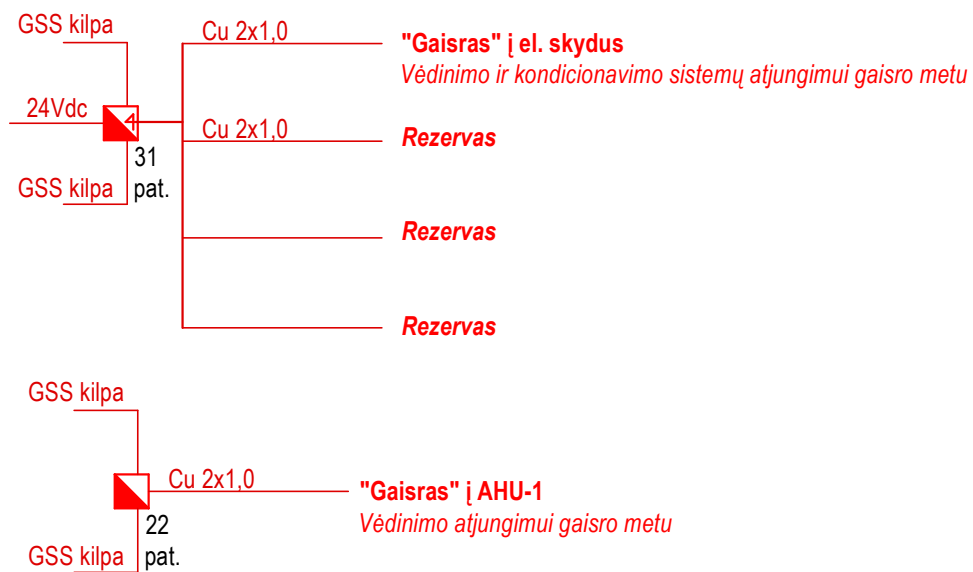 GSS kilpa
Cu 2x1,0
"Gaisras" į el. skydus
Vėdinimo ir kondicionavimo sistemų atjungimui gaisro metu
24Vdc
4
Cu 2x1,0
Rezervas
31
GSS kilpa
pat.
Rezervas
Rezervas
GSS kilpa
Cu 2x1,0
"Gaisras" į AHU-1
Vėdinimo atjungimui gaisro metu
22
GSS kilpa
pat.